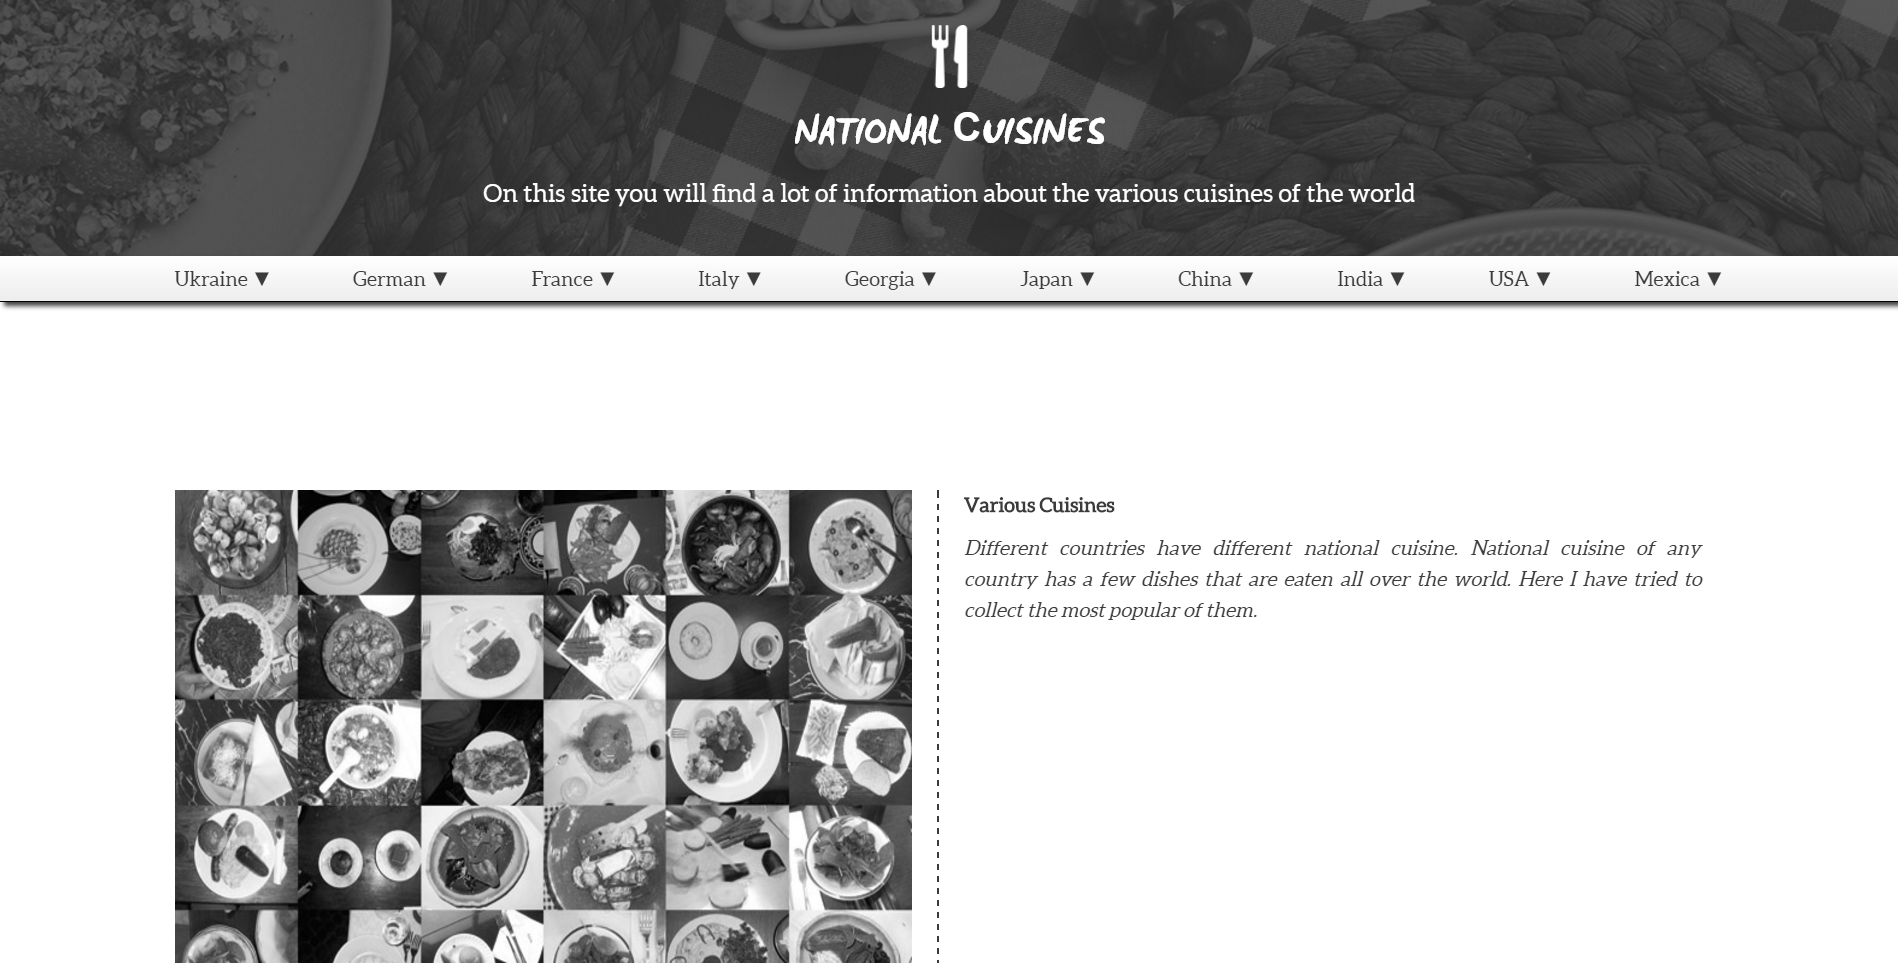 NATIONAL CUISINES
On this site you will find a lot of information about the various cuisines of the world
Ukraine ▼ German ▼ France ▼ Italy ▼ Georgia ▼ Japan ▼ China ▼ India ▼ USA ▼ Mexica ▼
Various Cuisines
Different countries have different national cuisine. National cuisine of any
country has a few dishes that are eaten all over the world. Here I have tried to
collect the most popular of them.